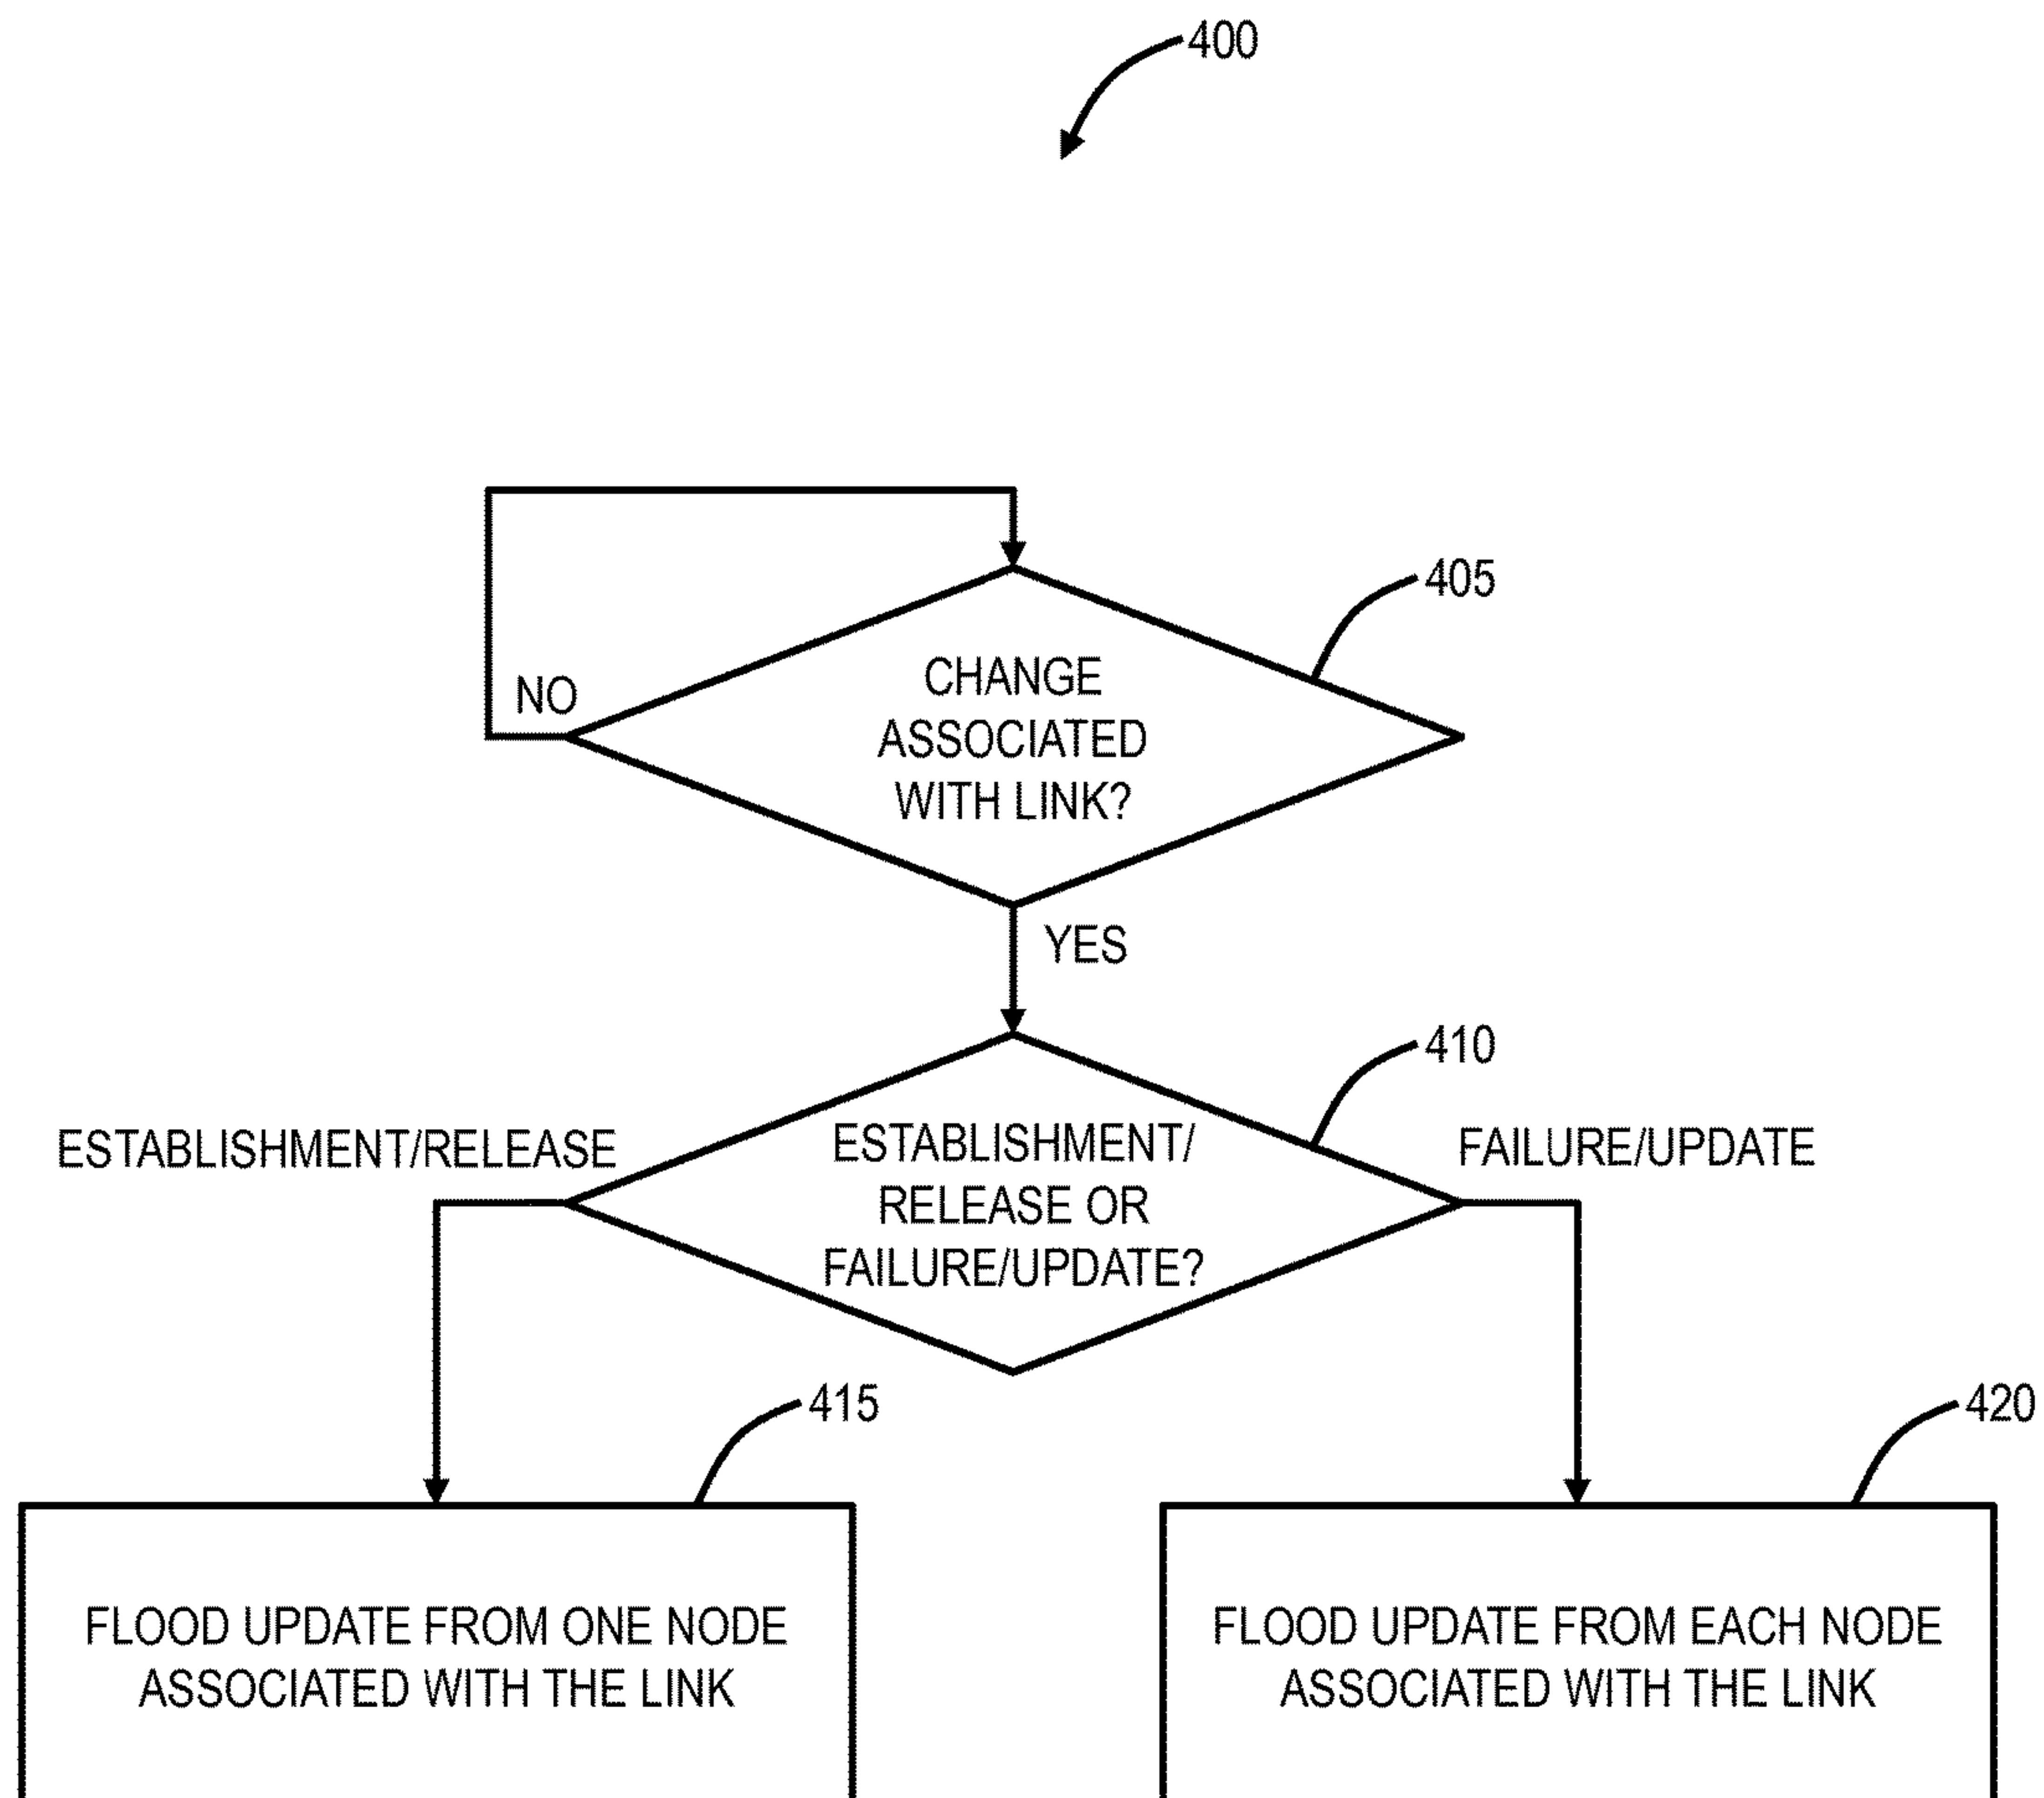 400
405
CHANGE
ASSOCIATED
WITH LINK?
NO
YES
410
ESTABLISHMENT/RELEASE
ESTABLISHMENT/
RELEASE OR
FAILURE/UPDATE?
FAILURE/UPDATE
415
420
FLOOD UPDATE FROM ONE NODE
ASSOCIATED WITH THE LINK
FLOOD UPDATE FROM EACH NODE
ASSOCIATED WITH THE LINK